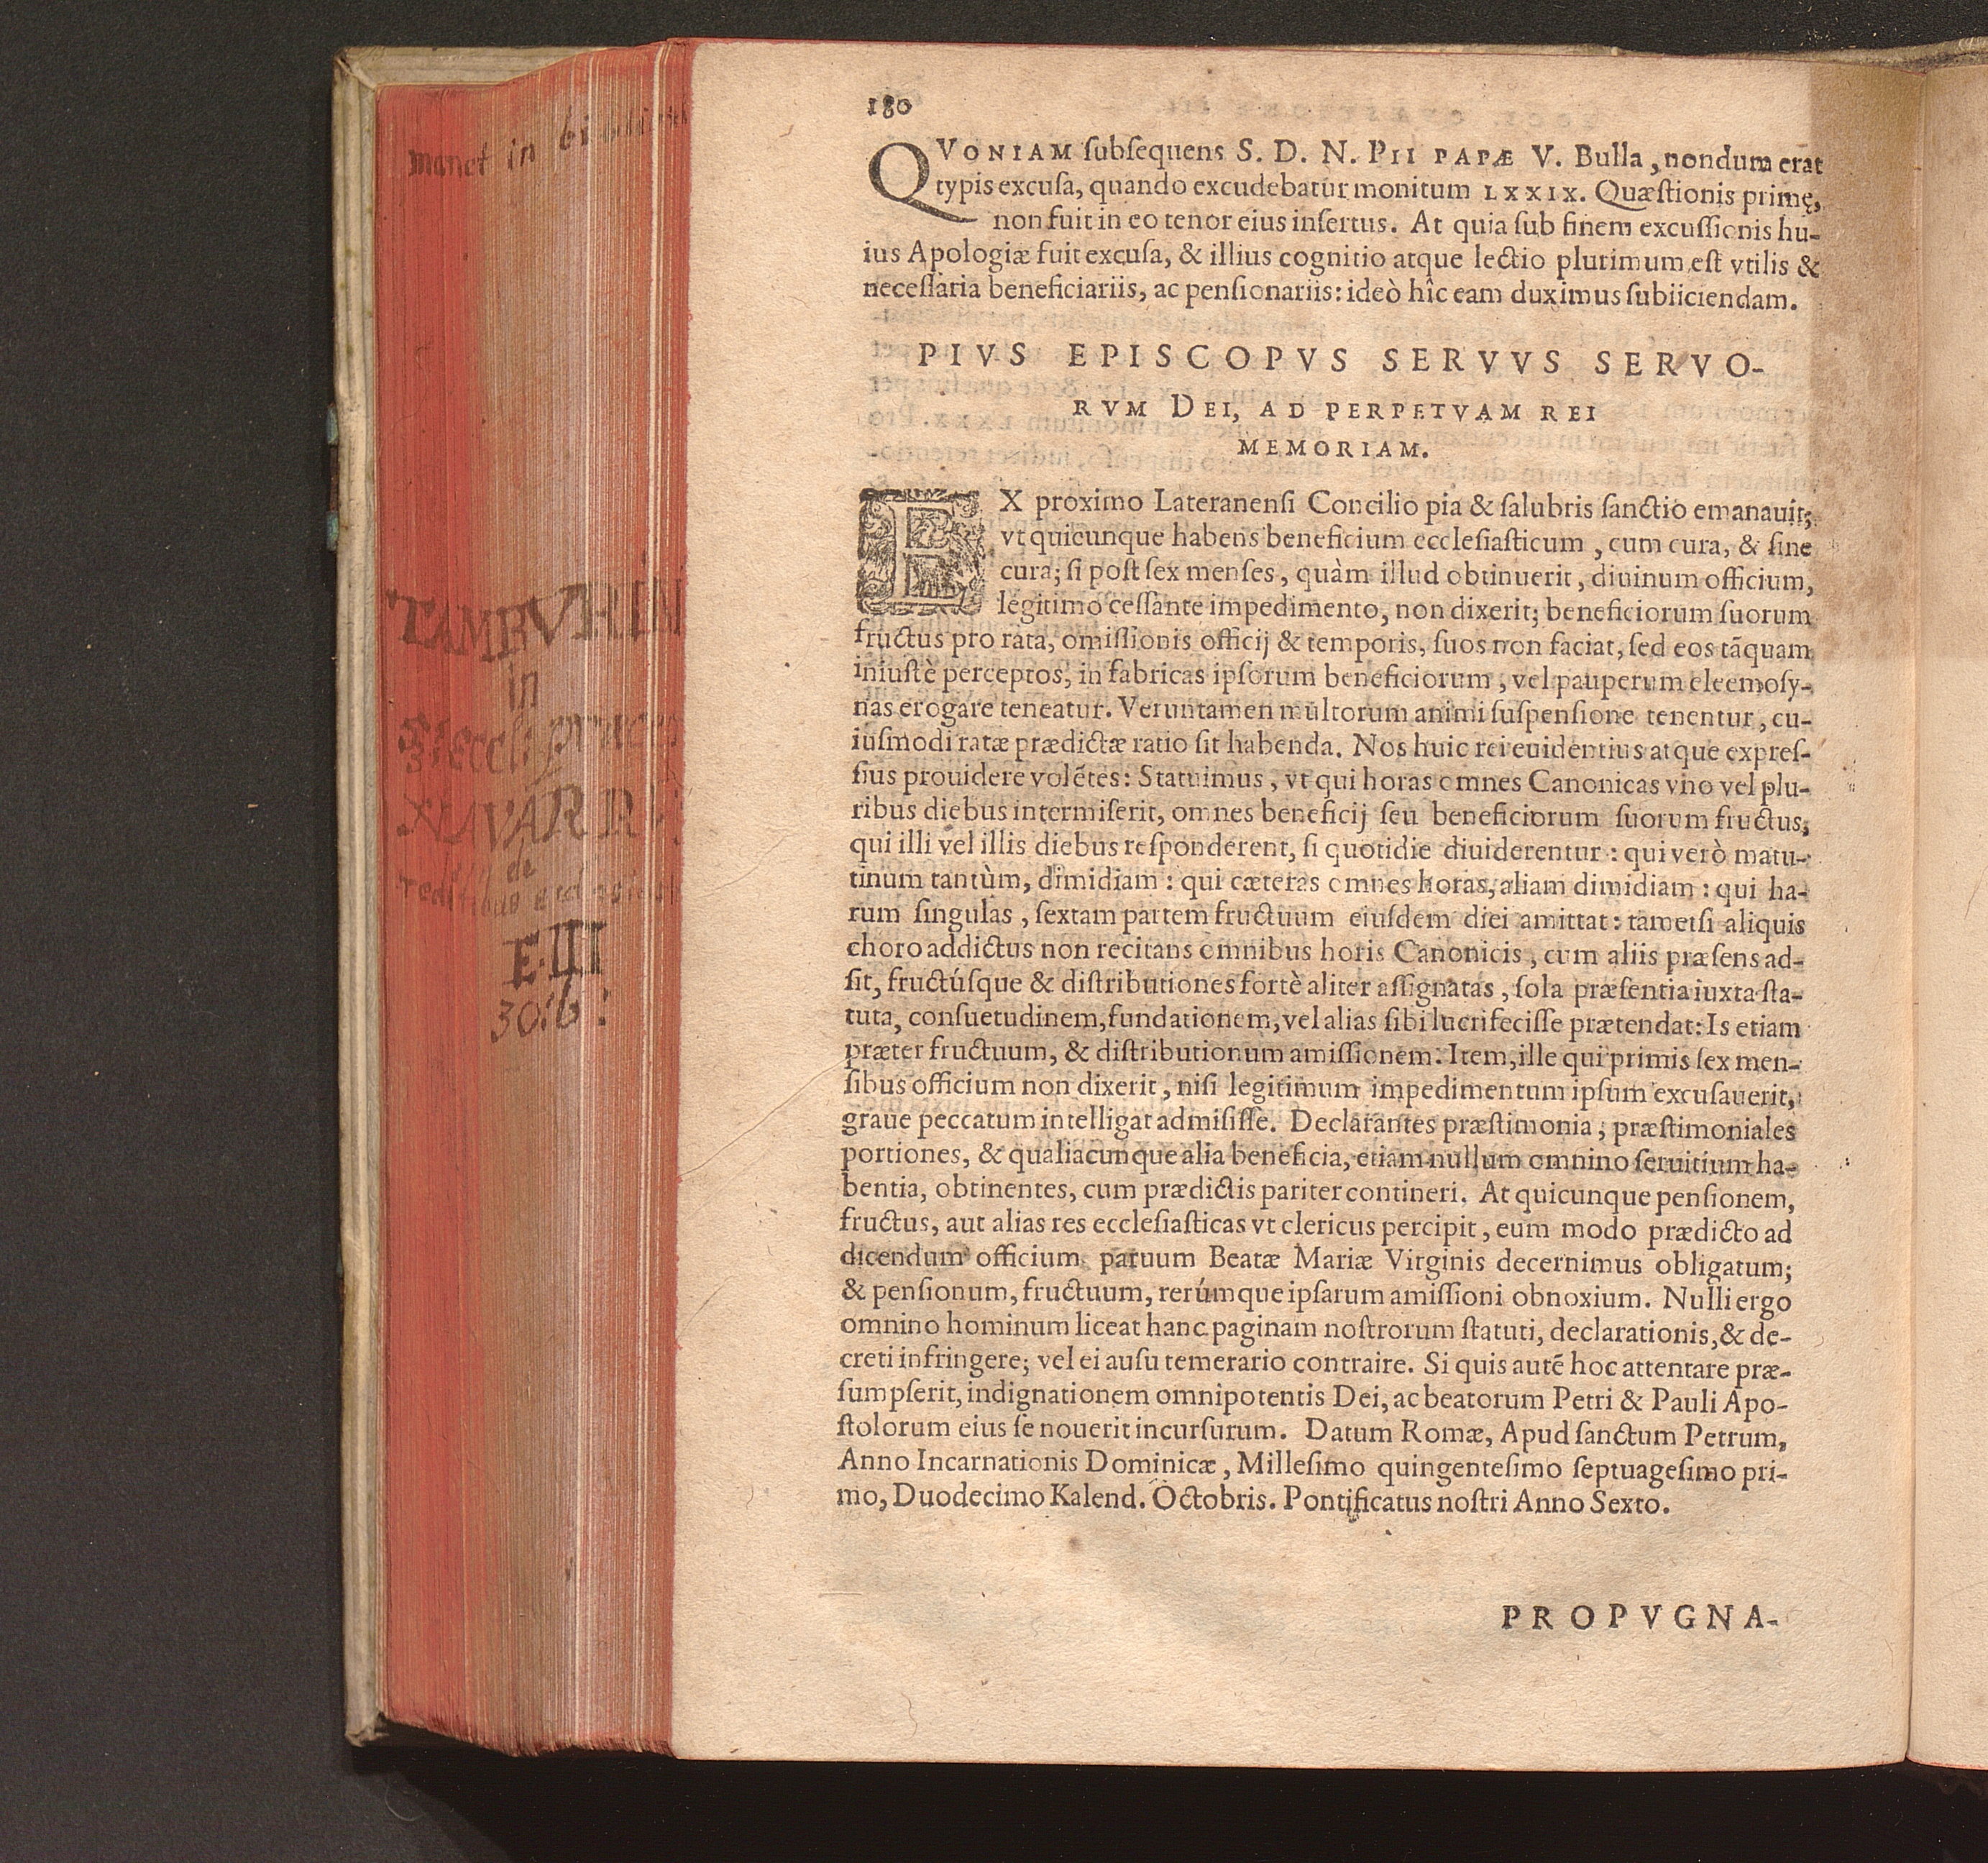 manet in
TAMBVRIN
in
NAVARR
de
E·III
30:6:
180
QVONIAM ſubſequens S. D. N. PII PAPÆ V. Bulla, nondum erat
typis excuſa, quando excudebatur monitum LXXIX. Quæſtionis primę,
non fuit in eo tenor eius inſertus. At quia ſub finem excuſſionis hu-
ius Apologiæ fuit excuſa, & illius cognitio atque lectio plurimum eſt vtilis &
neceſſaria beneficiariis, ac penſionariis: ideò hîc eam duximus ſubiiciendam.
PIVS EPISCOPVS SERVVS SERVO-
RVM DEI, AD PERPETVAM REI
MEMORIAM.
EX proximo Lateranenſi Concilio pia & ſalubris ſanctio emanauit;
vt quicunque habens beneficium eccleſiaſticum, cum cura, & ſine
cura; ſi poſt ſex menſes, quàm illud obtinuerit, diuinum officium,
legitimo ceſſante impedimento, non dixerit; beneficiorum ſuorum
fructus pro rata, omiſſionis officij & temporis, ſuos non faciat, ſed eos tãquam
iniuſtè perceptos, in fabricas ipſorum beneficiorum, vel pauperum eleemoſy-
nas erogare teneatur. Veruntamen multorum animi ſuſpenſione tenentur, cu-
iuſmodi ratæ prædictæ ratio ſit habenda. Nos huic rei euidentius atque expreſ-
ſius prouidere volẽtes: Statuimus, vt qui horas omnes Canonicas vno vel plu-
ribus diebus intermiſerit, omnes beneficij ſeu beneficiorum ſuorum fructus,
qui illi vel illis diebus reſponderent, ſi quotidie diuiderentur: qui verò matu-
tinum tantùm, dimidiam: qui cæteras omnes horas, aliam dimidiam: qui ha-
rum ſingulas, ſextam partem fructuum eiuſdem diei amittat: tametſi aliquis
choro addictus non recitans omnibus horis Canonicis, cum aliis præſens ad-
ſit, fructúſque & diſtributiones fortè aliter aſſignatas, ſola præſentia iuxta ſta-
tuta, conſuetudinem, fundationem, vel alias ſibi lucrifeciſſe prætendat: Is etiam
præter fructuum, & diſtributionum amiſſionem: Item, ille qui primis ſex men-
ſibus officium non dixerit, niſi legitimum impedimentum ipſum excuſauerit,
graue peccatum intelligat admiſiſſe. Declarantes præſtimonia, præſtimoniales
portiones, & qualiacunque alia beneficia, etiam nullum omnino ſeruitium ha-
bentia, obtinentes, cum prædictis pariter contineri. At quicunque penſionem,
fructus, aut alias res eccleſiaſticas vt clericus percipit, eum modo prædicto ad
dicendum officium paruum Beatæ Mariæ Virginis decernimus obligatum;
& penſionum, fructuum, rerúmque ipſarum amiſſioni obnoxium. Nulli ergo
omnino hominum liceat hanc paginam noſtrorum ſtatuti, declarationis, & de-
creti infringere; vel ei auſu temerario contraire. Si quis autẽ hoc attentare præ-
ſumpſerit, indignationem omnipotentis Dei, ac beatorum Petri & Pauli Apo-
ſtolorum eius ſe nouerit incurſurum. Datum Romæ, Apud ſanctum Petrum,
Anno Incarnationis Dominicæ, Milleſimo quingenteſimo ſeptuageſimo pri-
mo, Duodecimo Kalend. Octobris. Pontificatus noſtri Anno Sexto.
PROPVGNA-